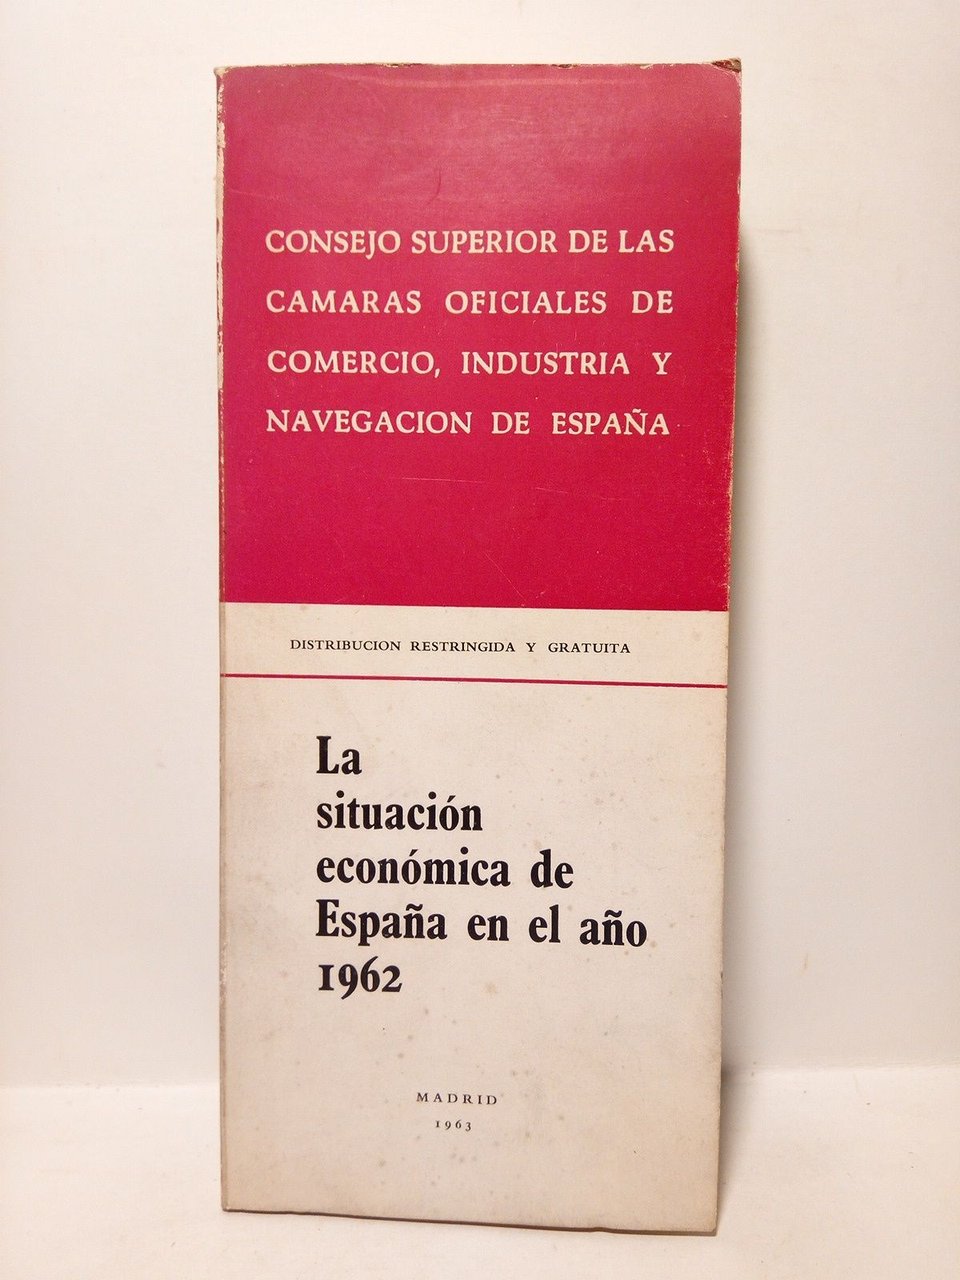 CONSEJO SUPERIOR DE LAS
CAMARAS OFICIALES DE
COMERCIO, INDUSTRIA Y
NAVEGACION DE ESPAÑA
DISTRIBUCION RESTRINGIDA Y GRATUITA
La
situación
económica de
España en el año
1962
MADRID
1963